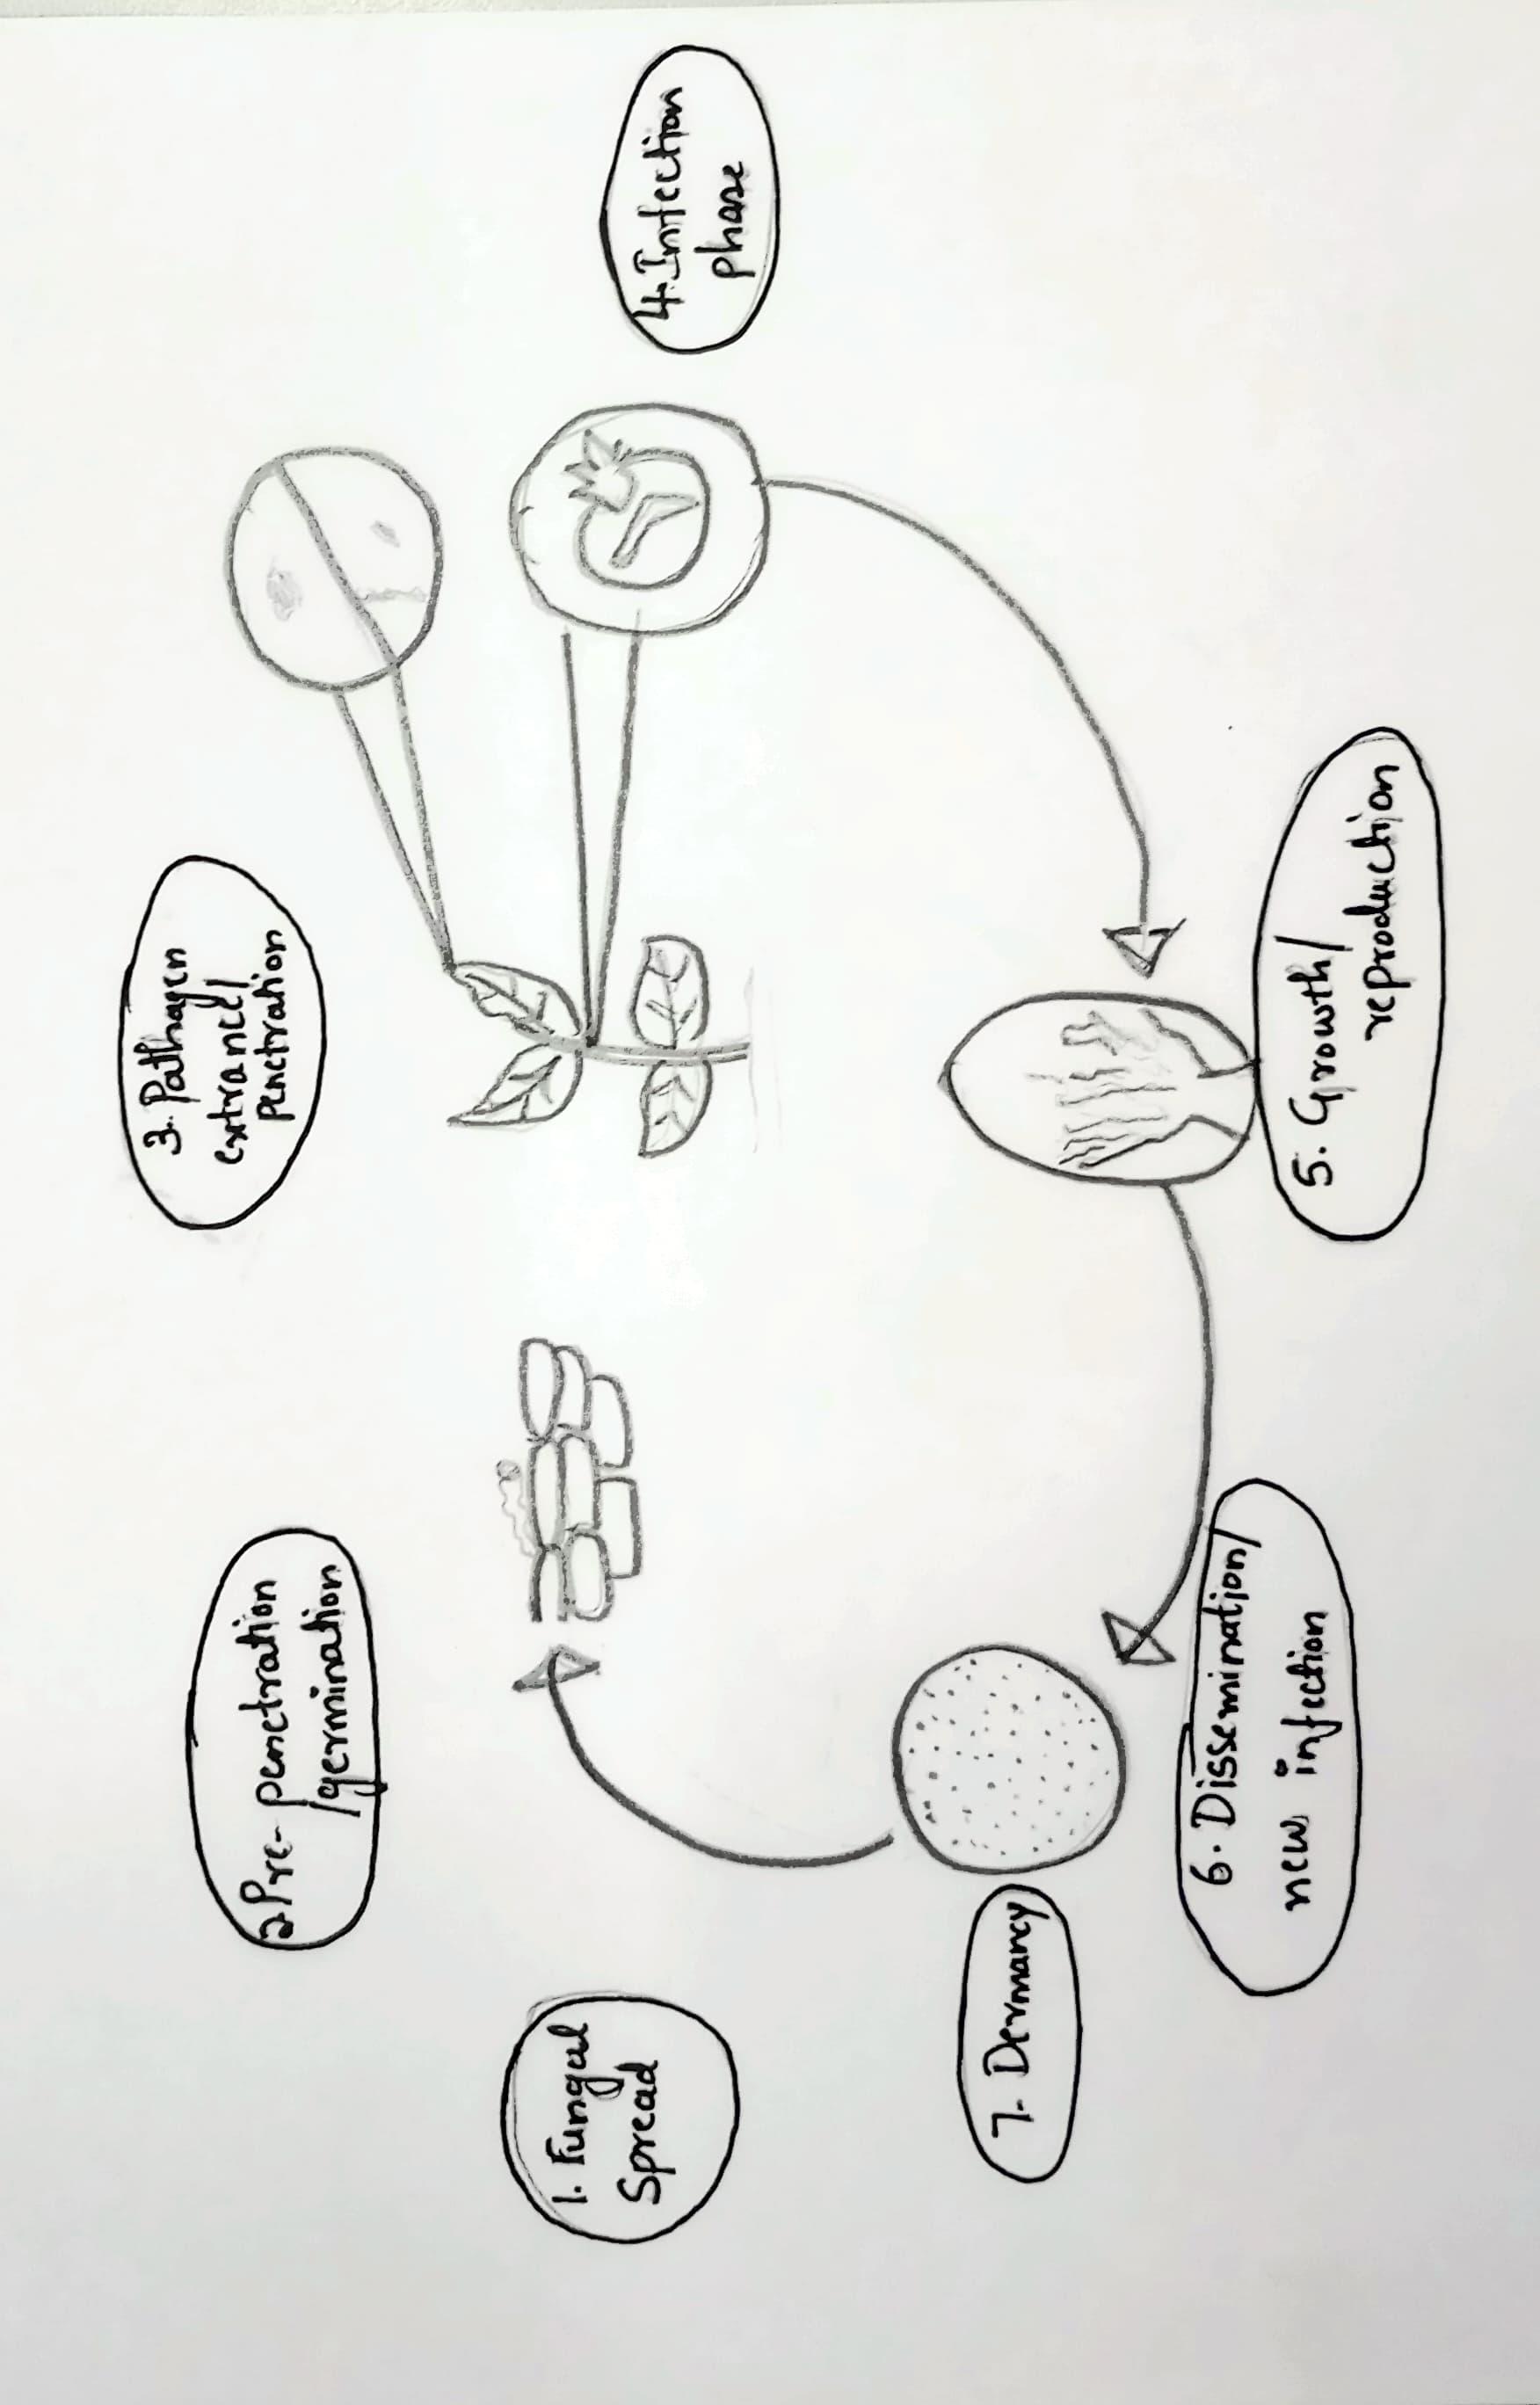 1. Fungal
Spread
2 Pre-penetration
/germination
3. Pathagen
extrance/
penetration
4. Infection
phase
5. Growth/
reproduction
6. Dissemination/
new infection
7. Dermancy